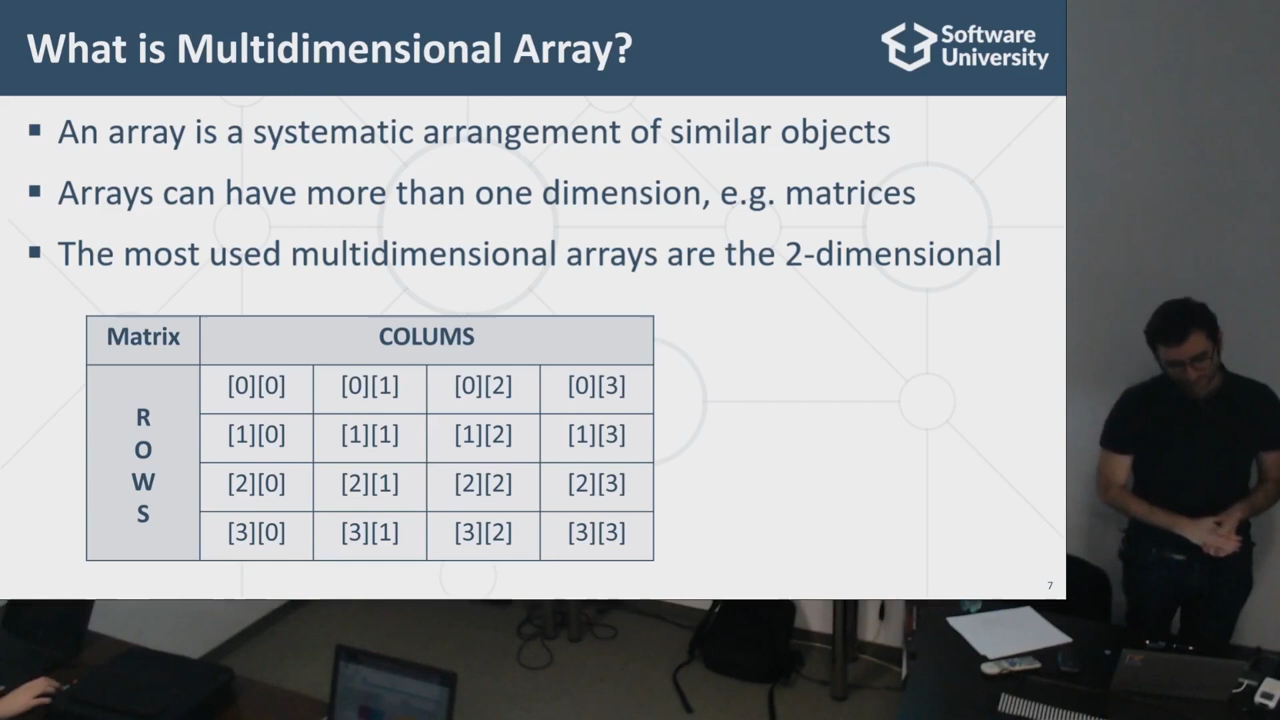 What is Multidimensional Array?
Software
University
▪ An array is a systematic arrangement of similar objects
▪ Arrays can have more than one dimension, e.g. matrices
▪ The most used multidimensional arrays are the 2-dimensional
Matrix COLUMS
R
O
W
S
[0][0] [0][1] [0][2] [0][3]
[1][0] [1][1] [1][2] [1][3]
[2][0] [2][1] [2][2] [2][3]
[3][0] [3][1] [3][2] [3][3]
7